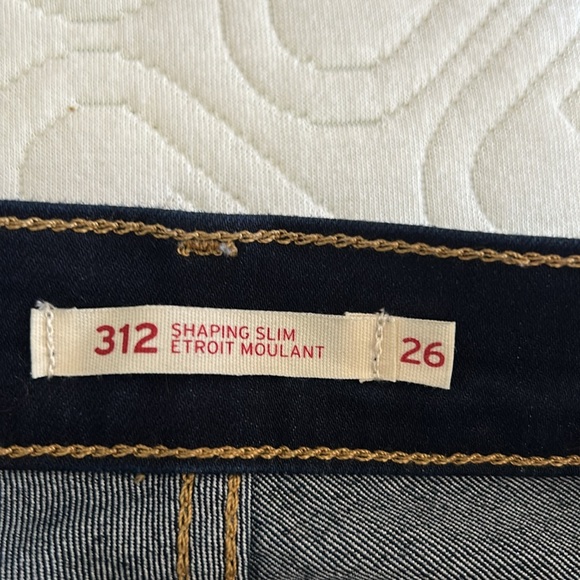 312 SHAPING SLIM
ETROIT MOULANT
26